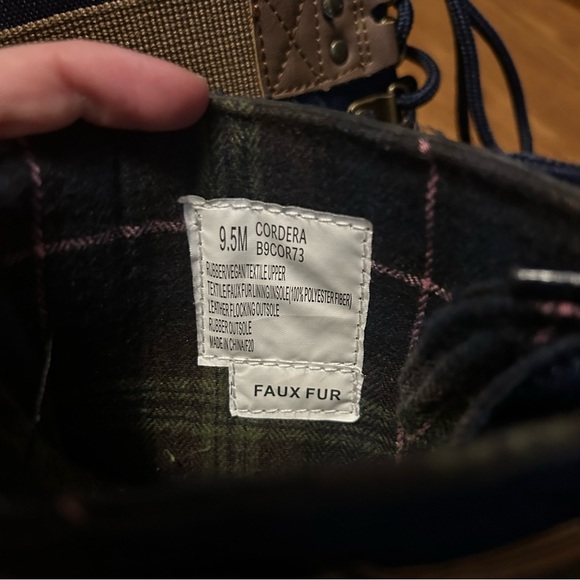 9.5M CORDERA
B9COR73
RUBBER/VEGAN/TEXTILE UPPER
TEXTILE/FAUX FUR LINING/INSOLE(100% POLYESTER FIBER)
LEATHER FLOCKING OUTSOLE
RUBBER OUTSOLE
MADE IN CHINA/F20
FAUX FUR